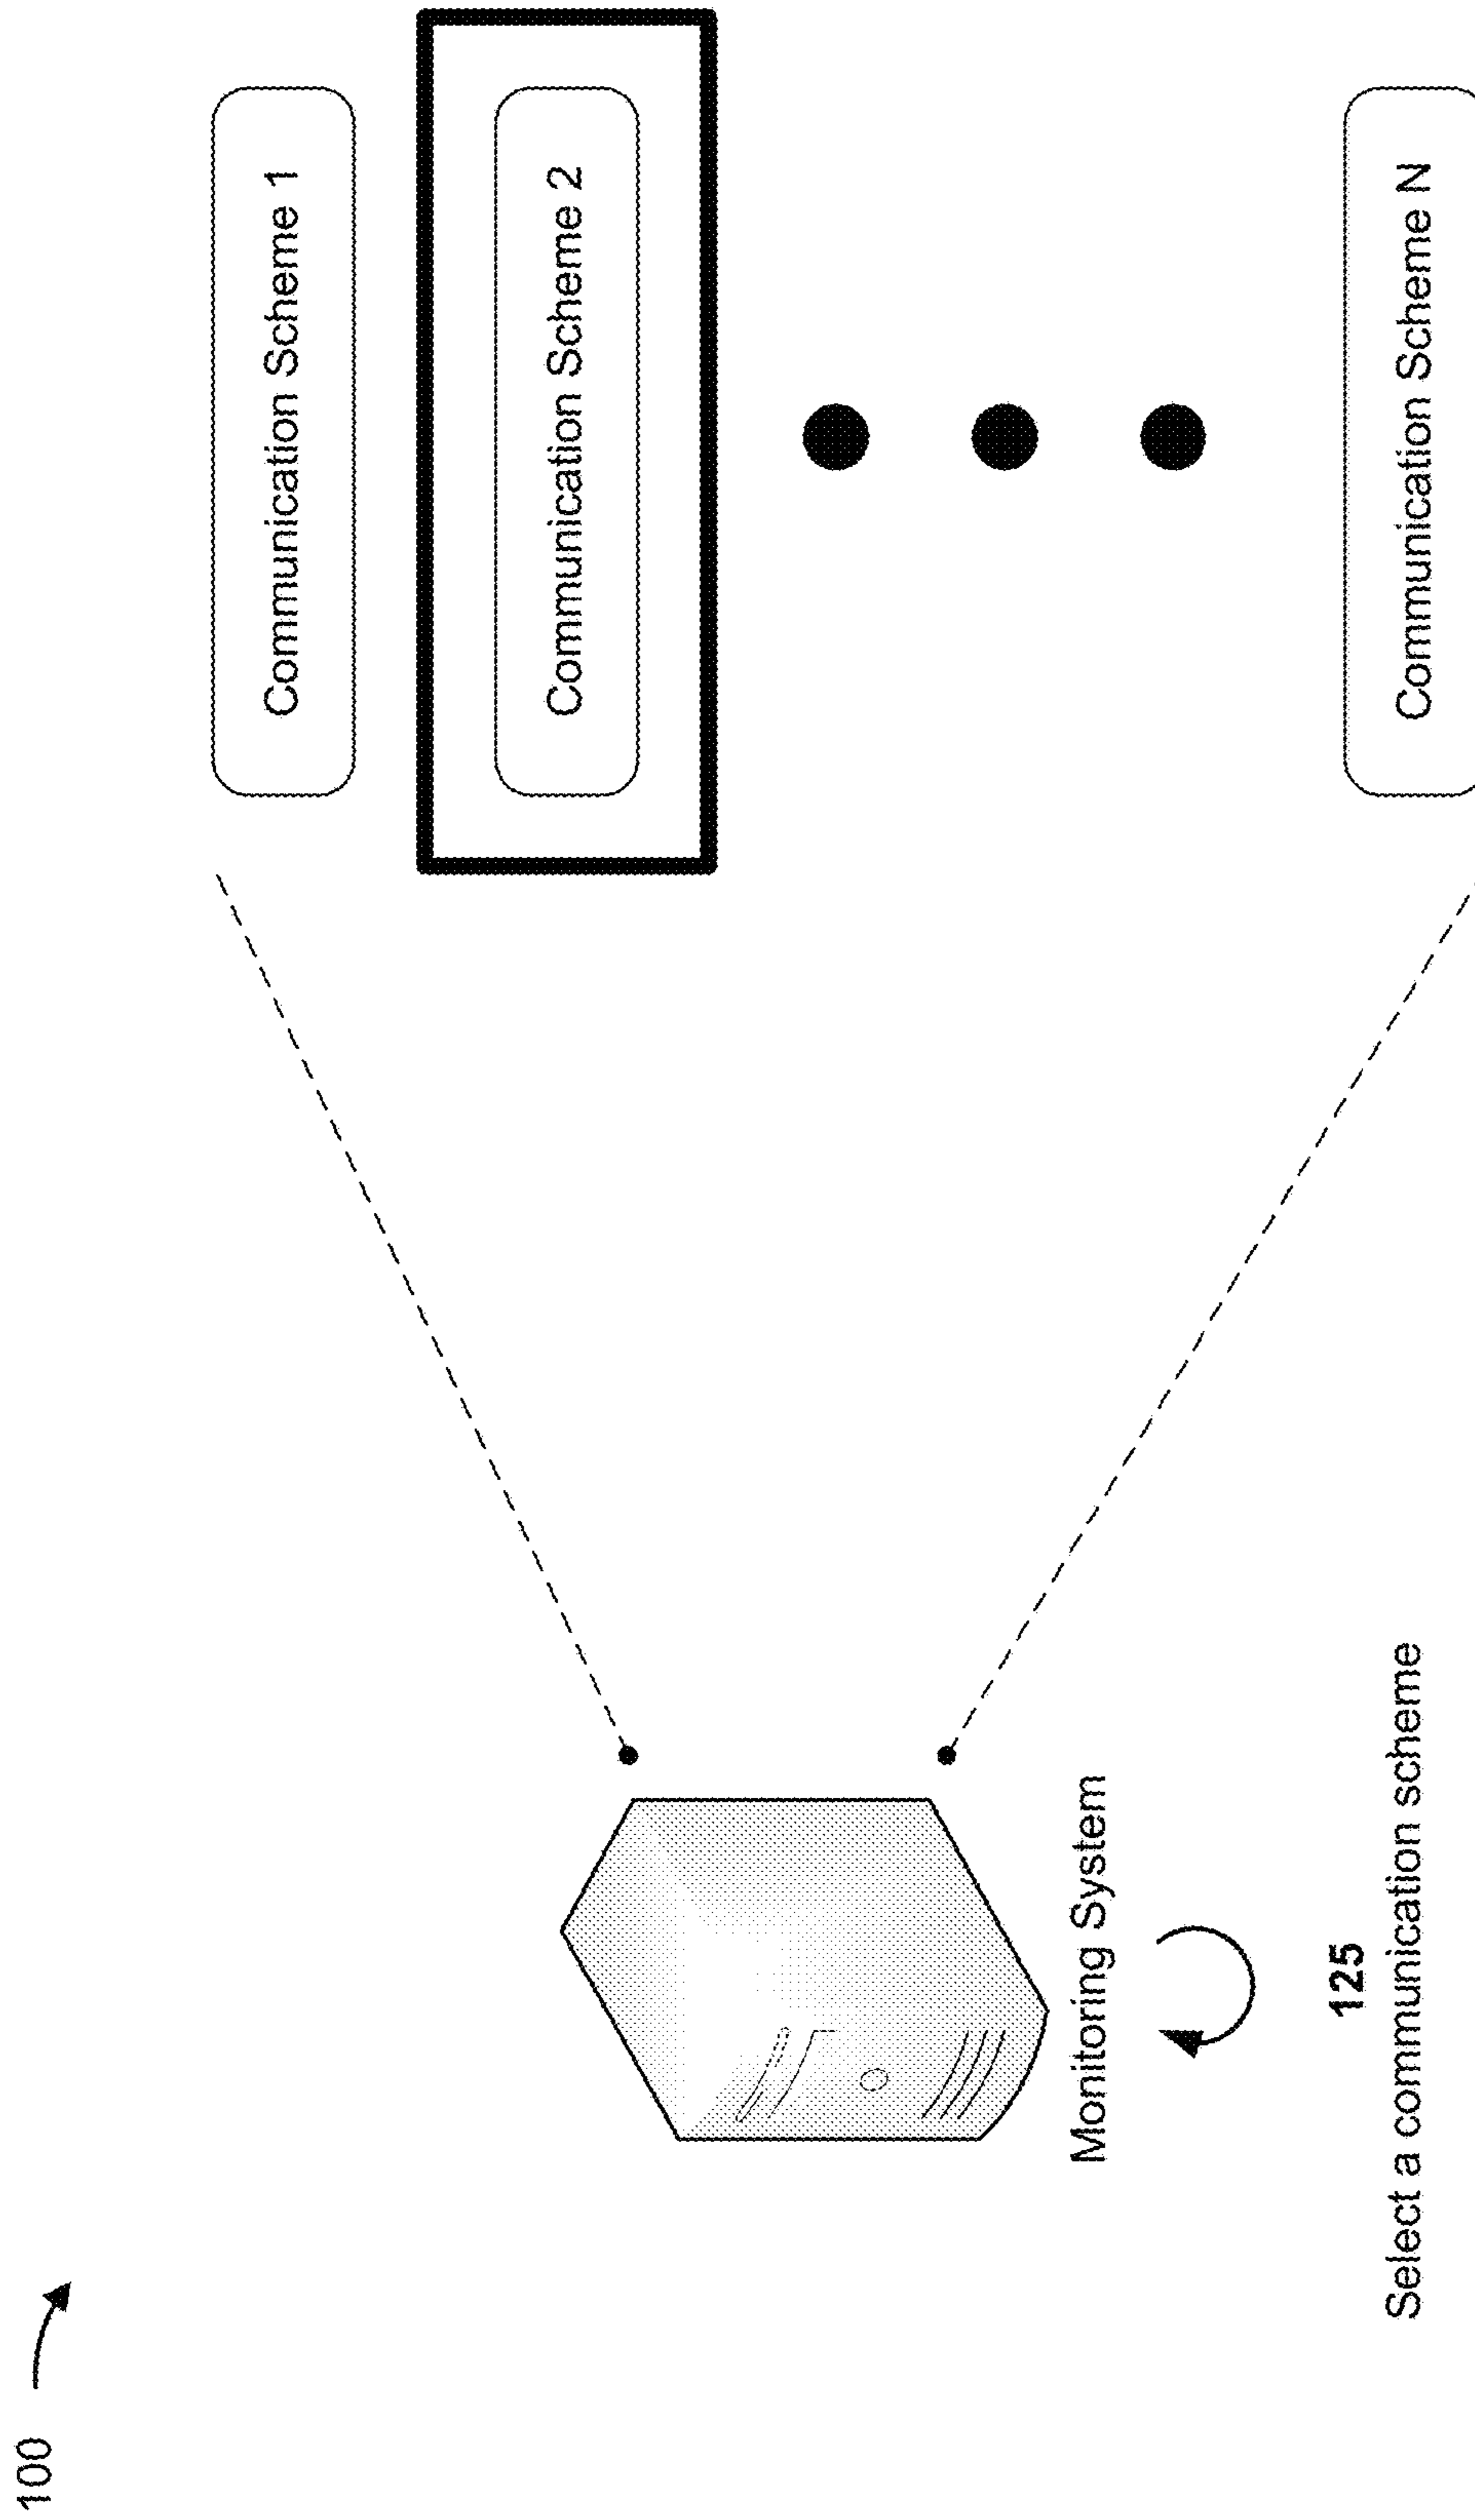 100
Communication Scheme 1
Communication Scheme 2
Communication Scheme N
Monitoring System
125
Select a communication scheme